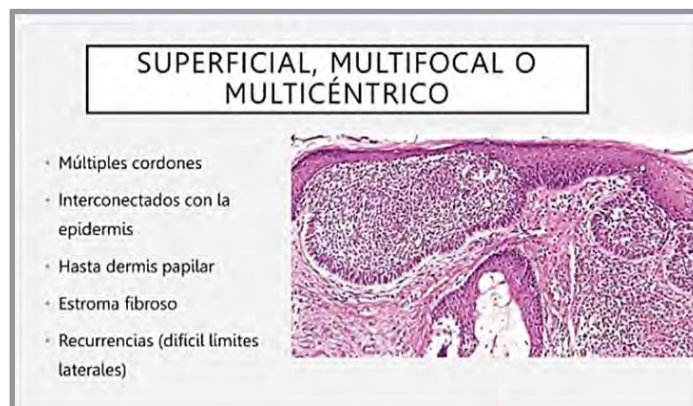 SUPERFICIAL, MULTIFOCAL O
MULTICÉNTRICO
• Múltiples cordones
• Interconectados con la
epidermis
• Hasta dermis papilar
• Estroma fibroso
• Recurrencias (difícil límites
laterales)